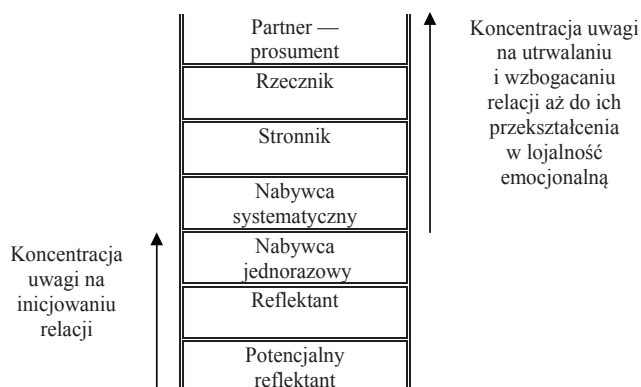 Partner —
prosument
Rzecznik
Stronnik
Nabywca
systematyczny
Nabywca
jednorazowy
Reflektant
Potencjalny
reflektant
Koncentracja uwagi
na utrwalaniu
i wzbogacaniu
relacji aż do ich
przekształcenia
w lojalność
emocjonalną
Koncentracja
uwagi na
inicjowaniu
relacji